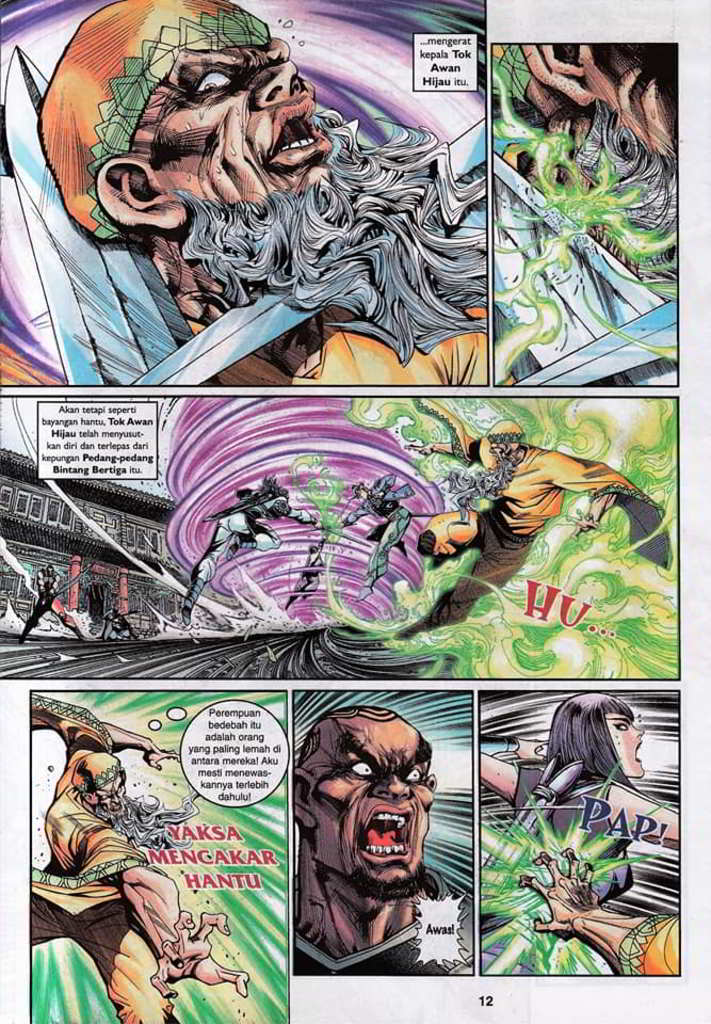 ...mengerat
kepala Tok
Awan
Hijau itu.
Akan tetapi seperti
bayangan hantu, Tok Awan
Hijau telah menyusut-
kan diri dan terlepas dari
kepungan Pedang-pedang
Bintang Bertiga itu.
HU...
Perempuan
bedebah itu
adalah orang
yang paling lemah di
antara mereka! Aku
mesti menewas-
kannya terlebih
dahulu!
YAKSA
MENCAKAR
HANTU
Awas!
PAP!
12